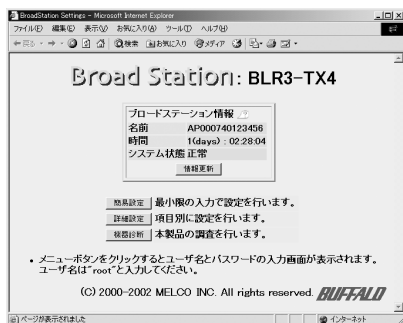 BroadStation Settings - Microsoft Internet Explorer
ファイル(F) 編集(E) 表示(V) お気に入り(A) ツール(T) ヘルプ(H)
戻る 検索 お気に入り メディア
Broad Station: BLR3-TX4
ブロードステーション情報
名前 AP000740123456
時間 1(days) : 02:28:04
システム状態 正常
情報更新
簡易設定 最小限の入力で設定を行います。
詳細設定 項目別に設定を行います。
機器診断 本製品の調査を行います。
• メニューボタンをクリックするとユーザ名とパスワードの入力画面が表示されます。
ユーザ名は"root"と入力してください。
(C) 2000-2002 MELCO INC. All rights reserved. BUFFALO
ページが表示されました インターネット